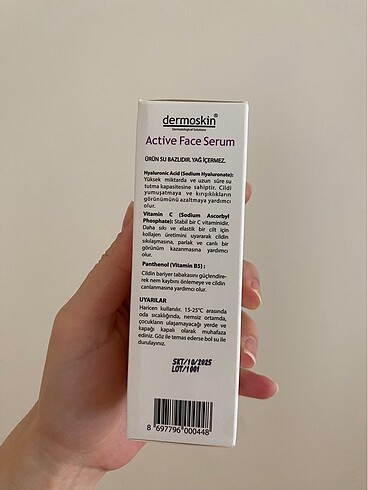 dermoskin®
Dermatological Solutions
Active Face Serum
ÜRÜN SU BAZLIDIR. YAĞ İÇERMEZ.
Hyaluronic Acid (Sodium Hyaluronate):
Yüksek miktarda ve uzun süre su
tutma kapasitesine sahiptir. Cildi
yumuşatmaya ve kırışıklıkların
görünümünü azaltmaya yardımcı
olur.
Vitamin C (Sodium Ascorbyl
Phosphate): Stabil bir C vitaminidir.
Daha sıkı ve elastik bir cilt için
kollajen üretimini uyararak cildin
sıkılaşmasına, parlak ve canlı bir
görünüm kazanmasına yardımcı
olur.
Panthenol (Vitamin B5) :
Cildin bariyer tabakasını güçlendire-
rek nem kaybını önlemeye ve cildin
canlanmasına yardımcı olur.
UYARILAR
Haricen kullanılır. 15-25°C arasında
oda sıcaklığında, nemsiz ortamda,
çocukların ulaşamayacağı yerde ve
kapağı kapalı olarak muhafaza
ediniz. Göz ile temas ederse bol su ile
durulayınız.
SKT/10/2025
LOT/1001
8 697796 000448